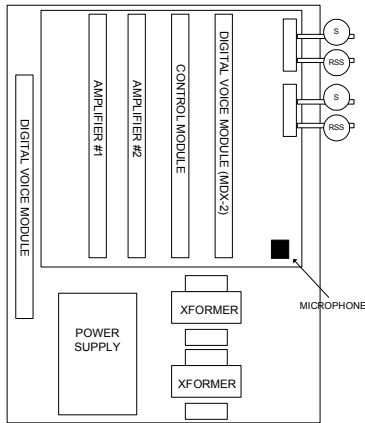 S
RSS
S
RSS
DIGITAL VOICE MODULE
AMPLIFIER #1
AMPLIFIER #2
CONTROL MODULE
DIGITAL VOICE MODULE (MDX-2)
MICROPHONE
POWER
SUPPLY
XFORMER
XFORMER